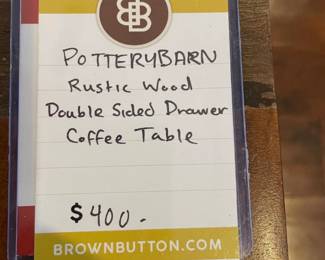 BB
POTTERYBARN
Rustic Wood
Double Sided Drawer
Coffee Table
$400.-
BROWNBUTTON.COM